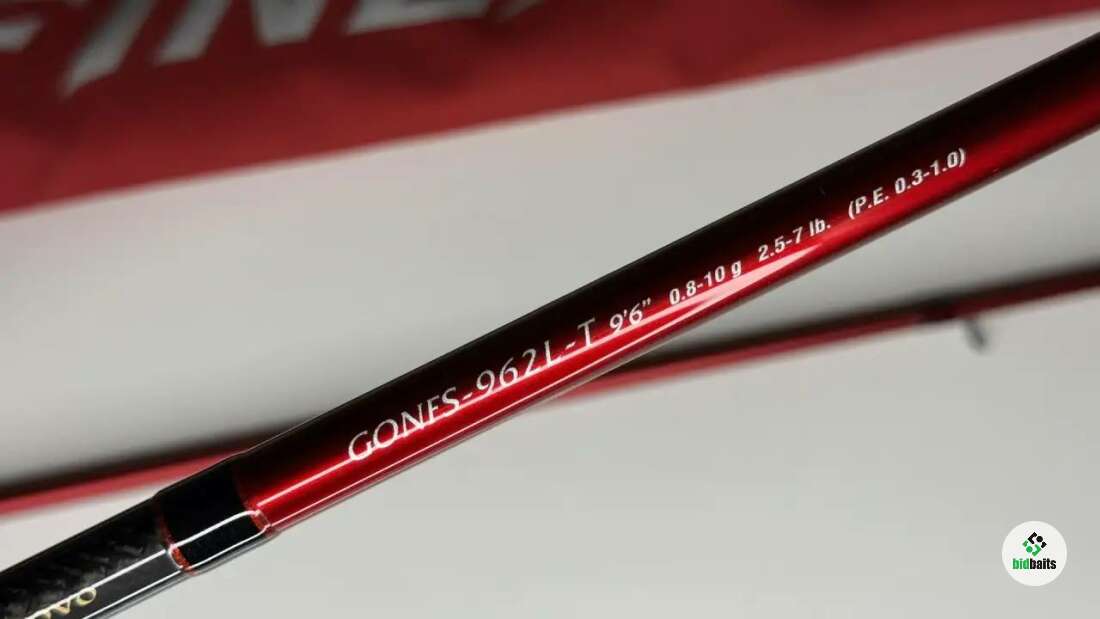 GONFS-962L-T 9'6" 0.8-10 g 2.5-7 lb. (P.E. 0.3-1.0)
bidbaits